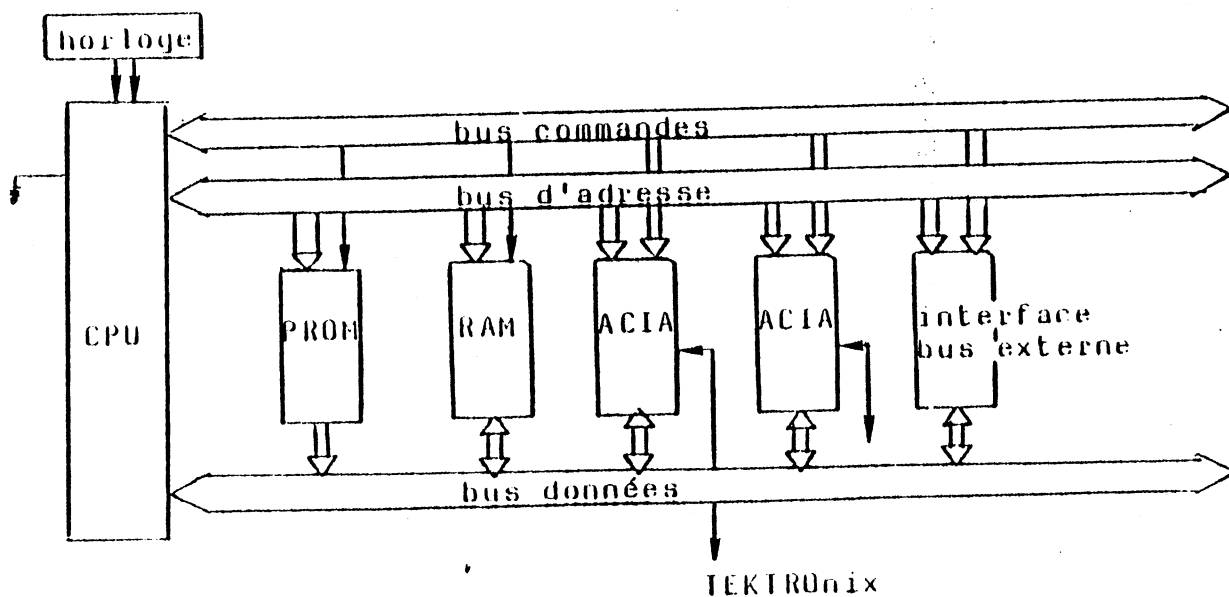 horloge
bus commandes
bus d'adresse
CPU
PROM
RAM
ACIA
ACIA
interface
bus externe
bus données
TEKTROnix